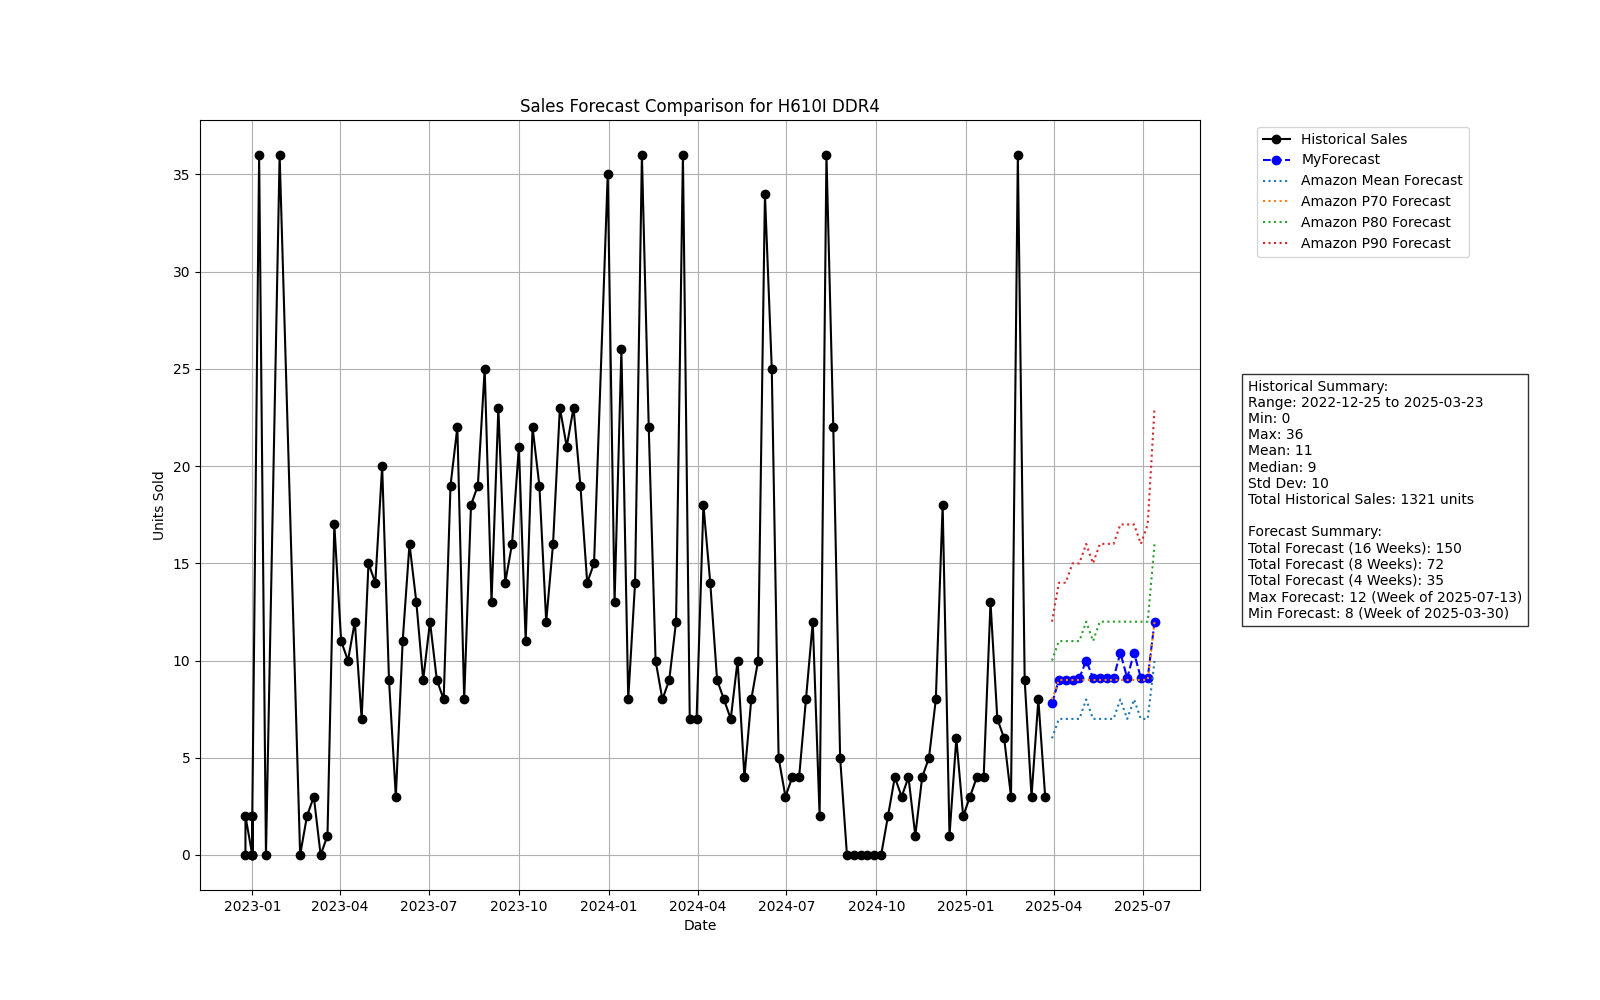 Sales Forecast Comparison for H610I DDR4
Historical Sales
MyForecast
Amazon Mean Forecast
Amazon P70 Forecast
Amazon P80 Forecast
Amazon P90 Forecast
Units Sold
35
30
25
20
15
10
5
0
2023-01
2023-04
2023-07
2023-10
2024-01
2024-04
2024-07
2024-10
2025-01
2025-04
2025-07
Date
Historical Summary:
Range: 2022-12-25 to 2025-03-23
Min: 0
Max: 36
Mean: 11
Median: 9
Std Dev: 10
Total Historical Sales: 1321 units
Forecast Summary:
Total Forecast (16 Weeks): 150
Total Forecast (8 Weeks): 72
Total Forecast (4 Weeks): 35
Max Forecast: 12 (Week of 2025-07-13)
Min Forecast: 8 (Week of 2025-03-30)